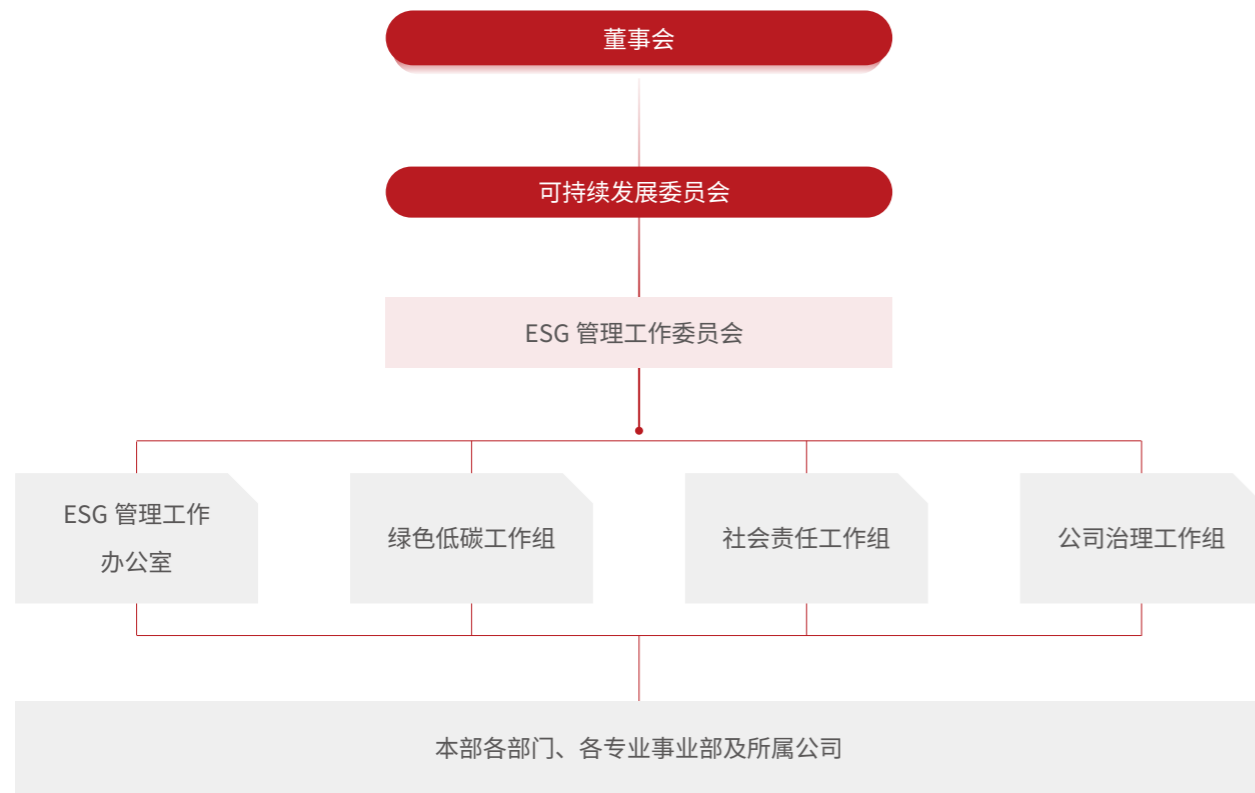 董事会
可持续发展委员会
ESG 管理工作委员会
ESG 管理工作
办公室
绿色低碳工作组
社会责任工作组
公司治理工作组
本部各部门、各专业事业部及所属公司